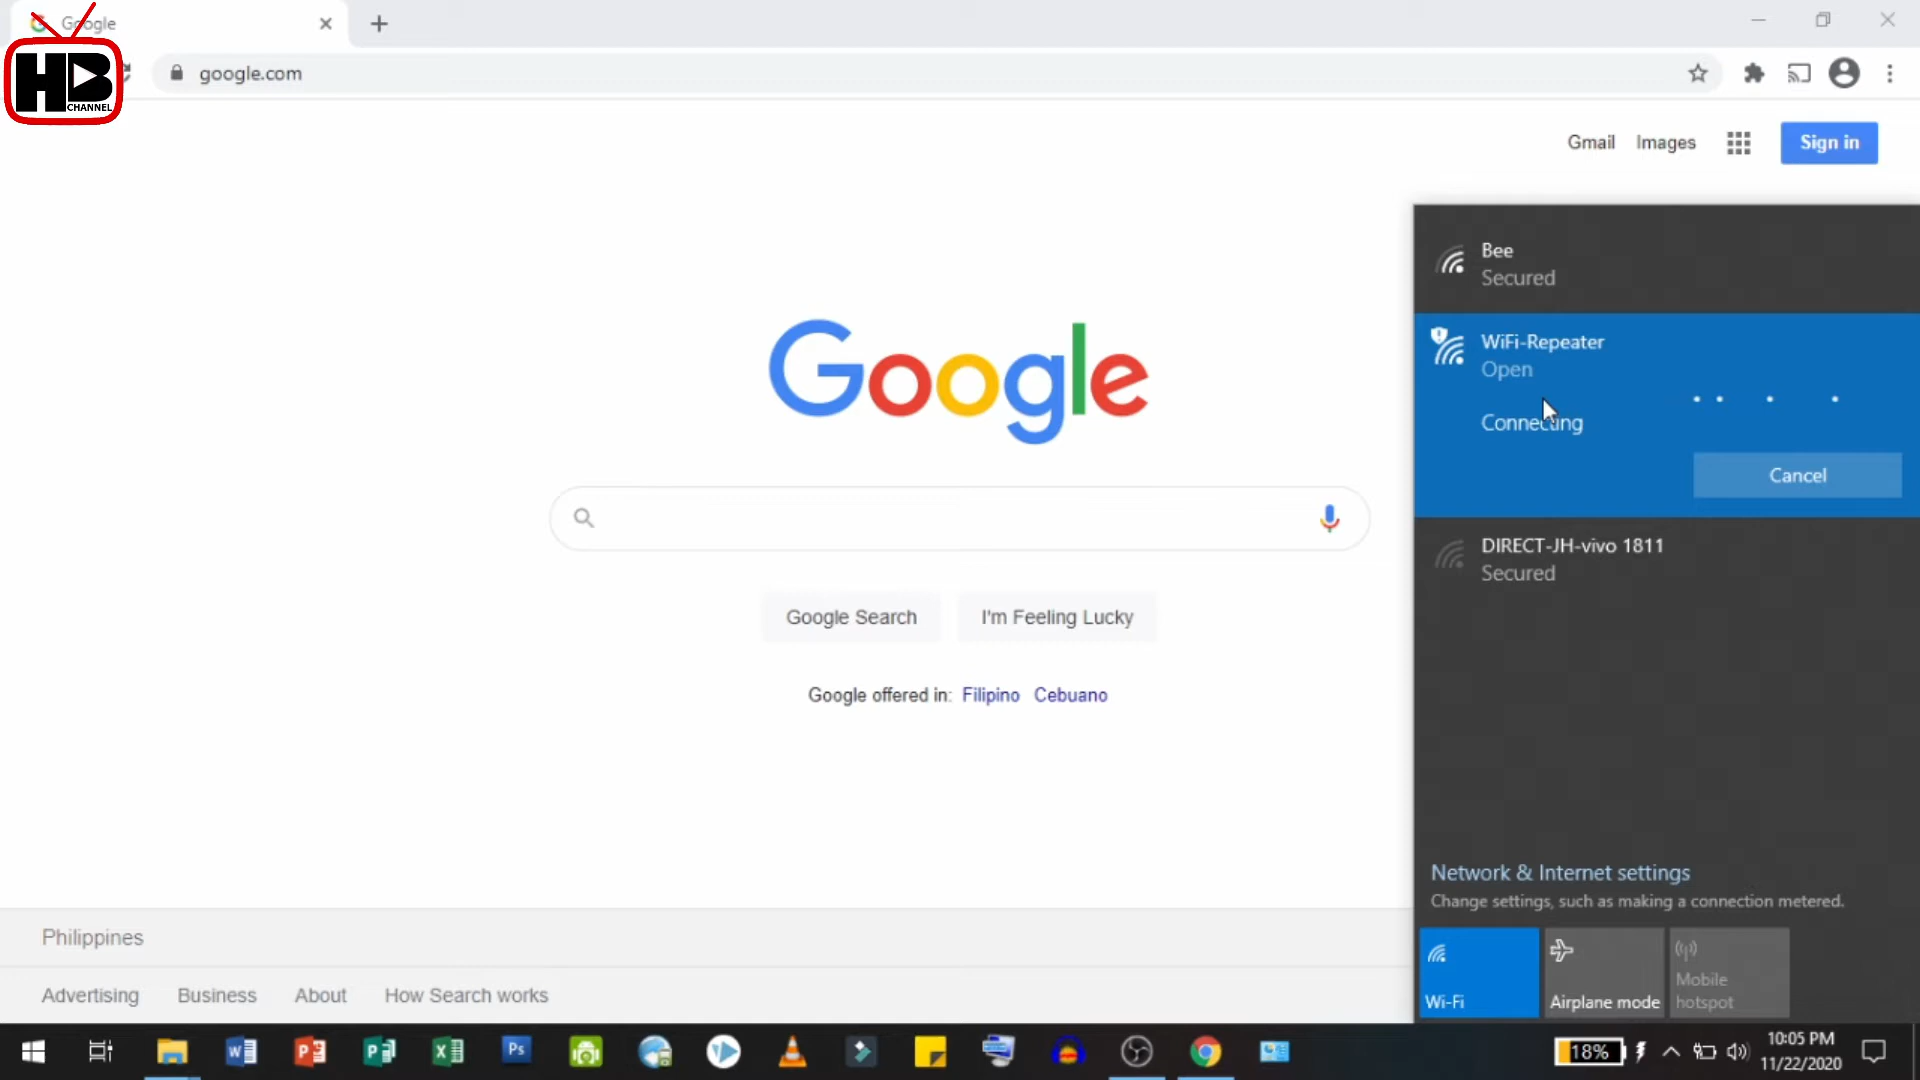 Google
HB
CHANNEL
google.com
Gmail
Images
Sign in
Bee
Secured
WiFi-Repeater
Open
Connecting
Cancel
DIRECT-JH-vivo 1811
Secured
Google
Google Search
I'm Feeling Lucky
Google offered in: Filipino Cebuano
Network & Internet settings
Change settings, such as making a connection metered.
Wi-Fi
Airplane mode
Mobile
hotspot
Philippines
Advertising
Business
About
How Search works
18%
10:05 PM
11/22/2020
Ps